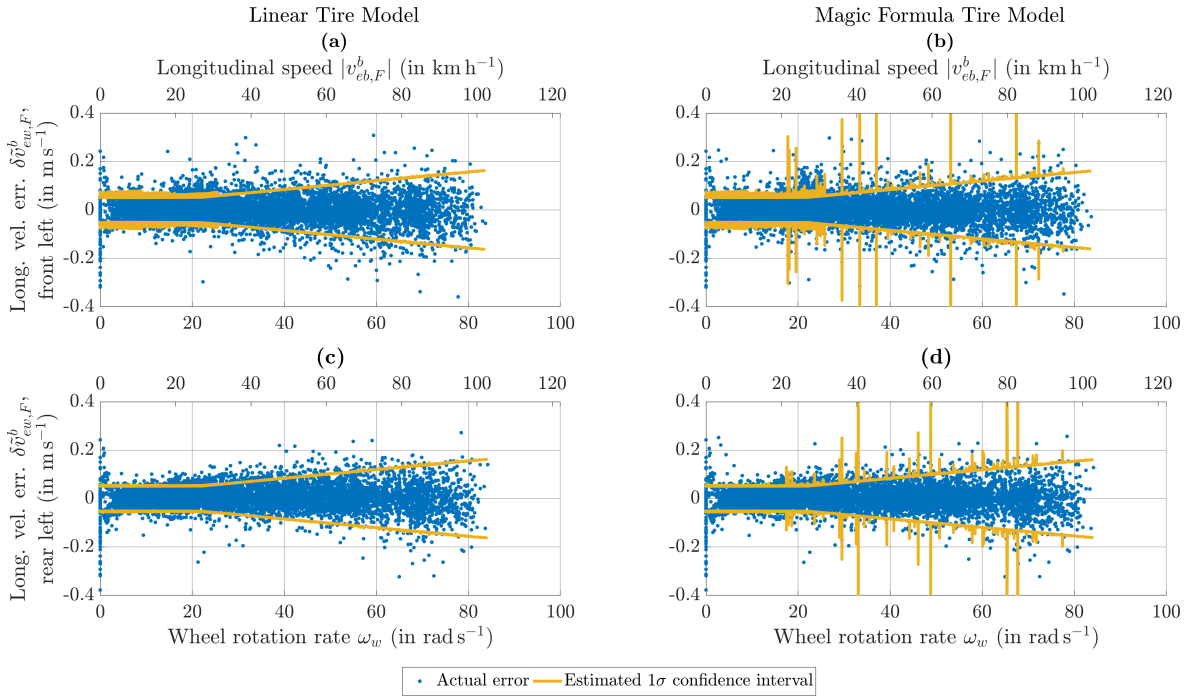 Linear Tire Model
(a)
Longitudinal speed |v^b_{eb,F}| (in km h⁻¹)
0 20 40 60 80 100 120
0.4
0.2
0
-0.2
-0.4
Long. vel. err. δṽ^b_{ew,F},
front left (in m s⁻¹)
0 20 40 60 80 100
Magic Formula Tire Model
(b)
Longitudinal speed |v^b_{eb,F}| (in km h⁻¹)
0 20 40 60 80 100 120
0.4
0.2
0
-0.2
-0.4
0 20 40 60 80 100
(c)
0 20 40 60 80 100 120
0.4
0.2
0
-0.2
-0.4
Long. vel. err. δṽ^b_{ew,F},
rear left (in m s⁻¹)
0 20 40 60 80 100
Wheel rotation rate ω_w (in rad s⁻¹)
(d)
0 20 40 60 80 100 120
0.4
0.2
0
-0.2
-0.4
0 20 40 60 80 100
Wheel rotation rate ω_w (in rad s⁻¹)
Actual error Estimated 1σ confidence interval